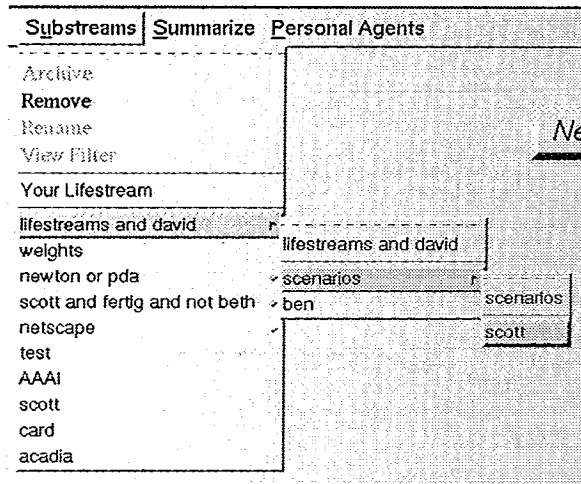 Substreams Summarize Personal Agents
Archive
Remove
Rename
View Filter
Ne
Your Lifestream
lifestreams and david
weights
newton or pda
scott and fertig and not beth
netscape
test
AAAI
scott
card
acadia
lifestreams and david
scenarios
ben
scenarios
scott